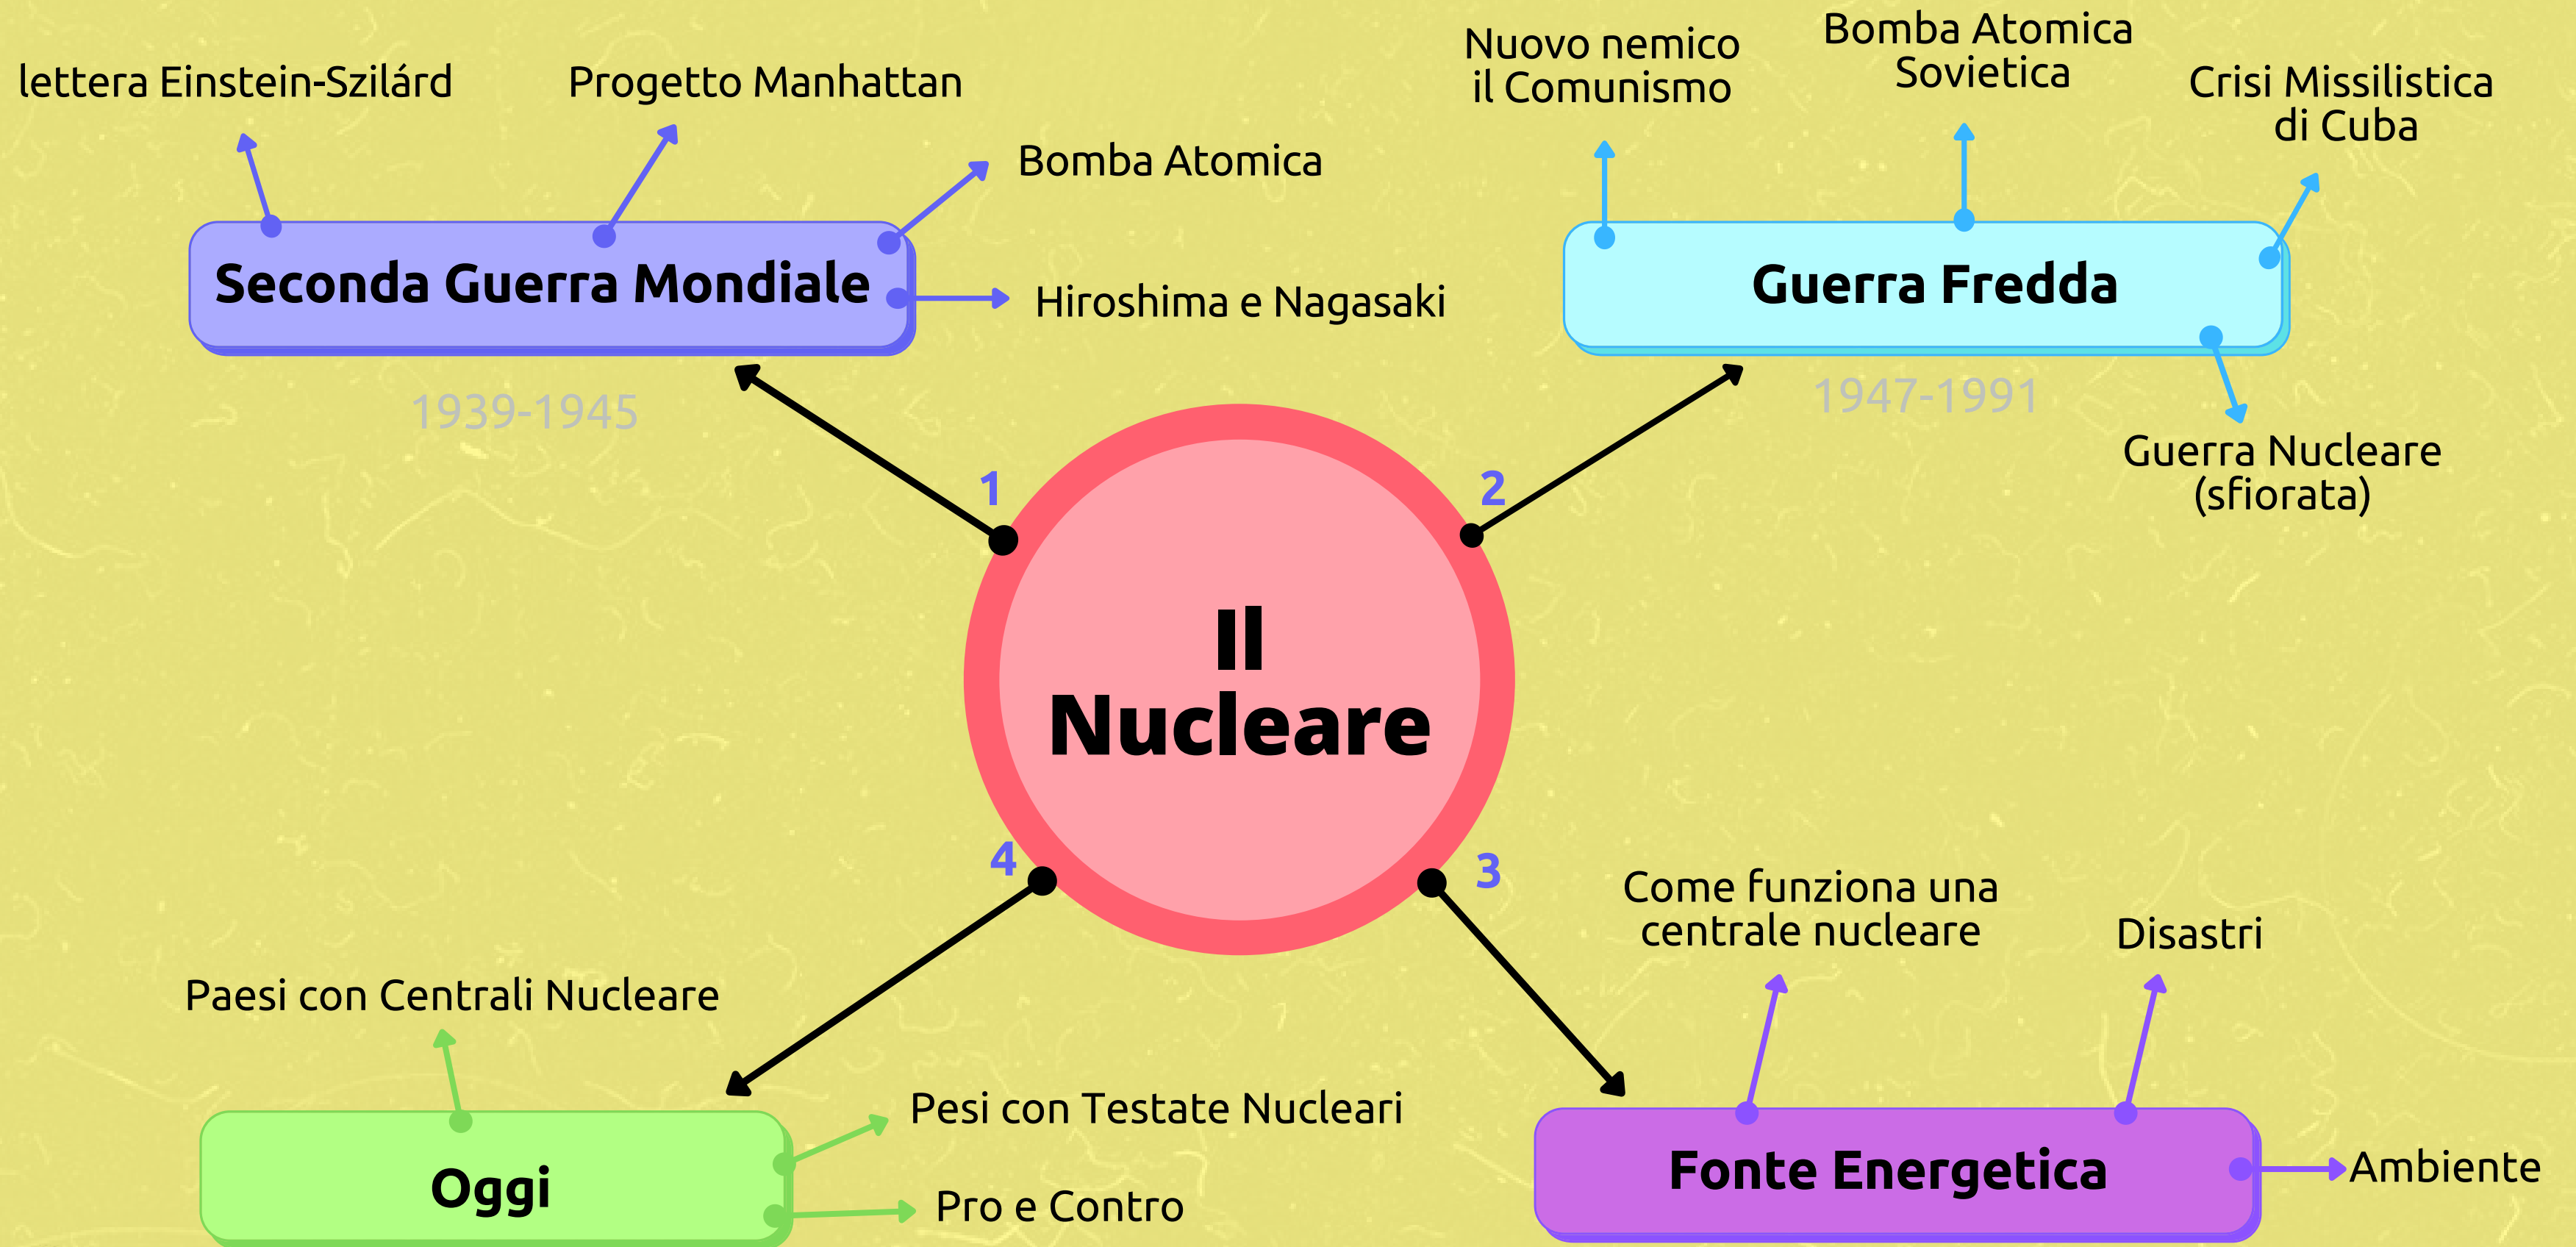 lettera Einstein-Szilárd
Progetto Manhattan
Bomba Atomica
Hiroshima e Nagasaki
Seconda Guerra Mondiale
1939-1945
Nuovo nemico
il Comunismo
Bomba Atomica
Sovietica
Crisi Missilistica
di Cuba
Guerra Fredda
1947-1991
Guerra Nucleare
(sfiorata)
1
2
Il
Nucleare
4
3
Paesi con Centrali Nucleare
Pesi con Testate Nucleari
Oggi
Pro e Contro
Come funziona una
centrale nucleare
Disastri
Fonte Energetica
Ambiente